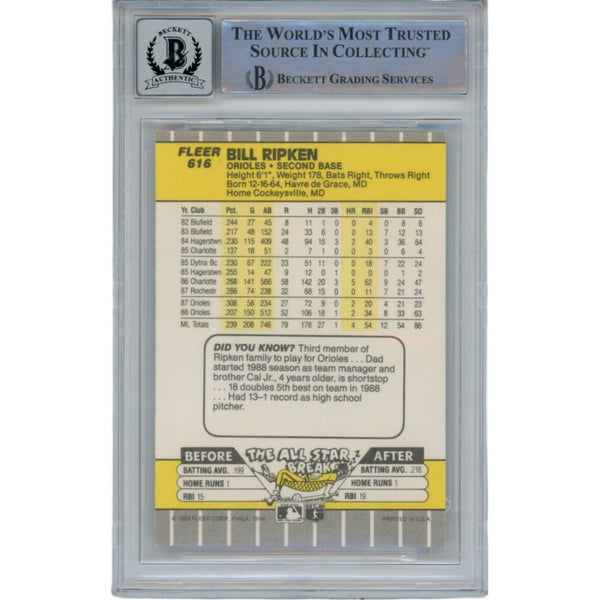 BECKETT
AUTHENTIC
THE WORLD'S MOST TRUSTED
SOURCE IN COLLECTING™
BECKETT GRADING SERVICES
FLEER
616
BILL RIPKEN
ORIOLES • SECOND BASE
Height 6'1", Weight 178, Bats Right, Throws Right
Born 12-16-64, Havre de Grace, MD
Home Cockeysville, MD
Yr. Club Pct. G AB R H 2B 3B HR RBI SB BB SO
82 Blufield .244 27 45 8 11 1 0 0 4 0 8 6
83 Blufield .217 48 152 24 33 6 0 0 13 7 12 13
84 Hagerstwn .230 115 409 48 94 15 3 2 40 3 36 64
85 Charlotte .137 18 51 2 7 1 0 0 3 0 6 4
85 Dytna Bc .230 67 222 23 51 11 0 0 18 7 22 24
85 Hagerstwn .255 14 47 9 12 0 1 0 0 0 6 2
86 Charlotte .268 141 566 58 142 20 3 5 62 9 24 47
87 Rochestr .286 74 238 32 68 15 0 0 11 7 21 24
87 Orioles .308 58 234 27 72 9 0 2 20 4 21 23
88 Orioles .207 150 512 52 106 18 1 2 34 8 33 63
ML Totals .239 208 746 79 178 27 1 4 54 12 54 86
DID YOU KNOW? Third member of
Ripken family to play for Orioles . . . Dad
started 1988 season as team manager and
brother Cal Jr., 4 years older, is shortstop
. . . 18 doubles 5th best on team in 1988
. . . Had 13-1 record as high school
pitcher.
BEFORE THE ALL STAR BREAK AFTER
BATTING AVG. .199 BATTING AVG. .218
HOME RUNS 1 HOME RUNS 1
RBI 15 RBI 19
© 1989 FLEER CORP., PHILA. 19141 PRINTED IN U.S.A.